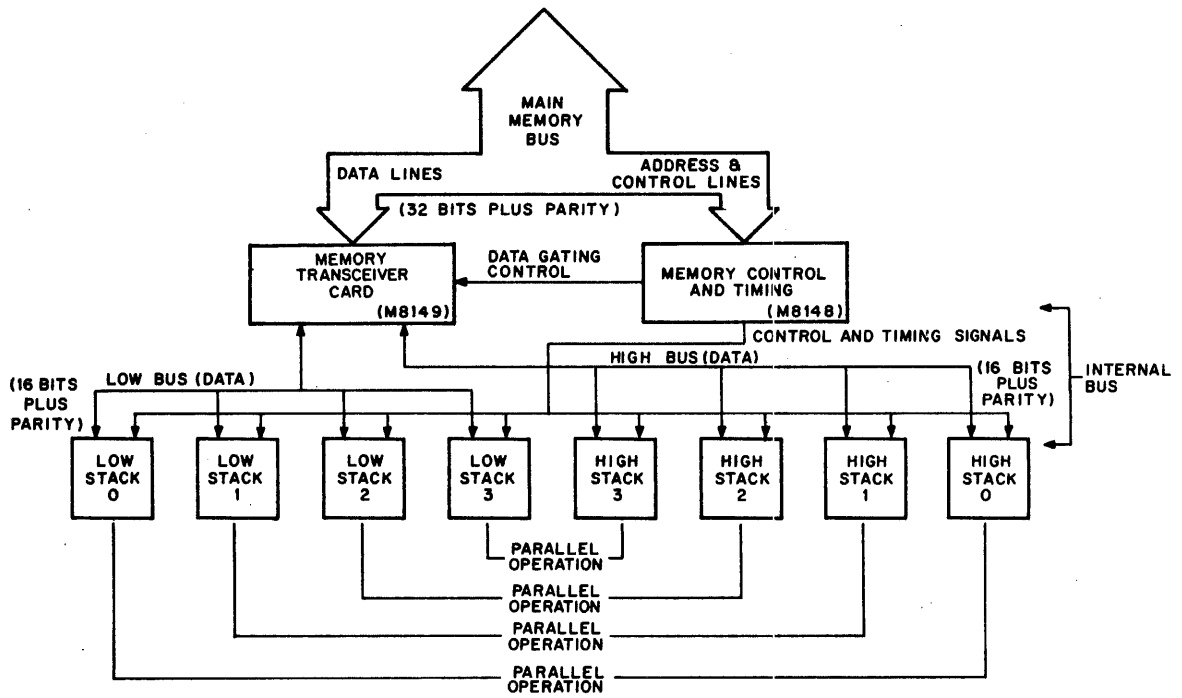 MAIN
MEMORY
BUS
DATA LINES
ADDRESS &
CONTROL LINES
(32 BITS PLUS PARITY)
MEMORY
TRANSCEIVER
CARD
(M8149)
DATA GATING
CONTROL
MEMORY CONTROL
AND TIMING
(M8148)
CONTROL AND TIMING SIGNALS
HIGH BUS (DATA)
(16 BITS
PLUS
PARITY)
LOW BUS (DATA)
(16 BITS
PLUS
PARITY)
INTERNAL
BUS
LOW
STACK
0
LOW
STACK
1
LOW
STACK
2
LOW
STACK
3
HIGH
STACK
3
HIGH
STACK
2
HIGH
STACK
1
HIGH
STACK
0
PARALLEL
OPERATION
PARALLEL
OPERATION
PARALLEL
OPERATION
PARALLEL
OPERATION